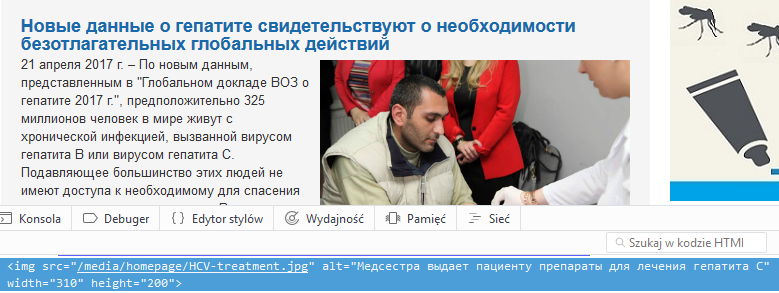 Новые данные о гепатите свидетельствуют о необходимости
безотлагательных глобальных действий
21 апреля 2017 г. – По новым данным,
представленным в "Глобальном докладе ВОЗ о
гепатите 2017 г.", предположительно 325
миллионов человек в мире живут с
хронической инфекцией, вызванной вирусом
гепатита B или вирусом гепатита C.
Подавляющее большинство этих людей не
имеют доступа к необходимому для спасения
Konsola Debuger { } Edytor stylów Wydajność Pamięć Sieć
Szukaj w kodzie HTML
<img src="/media/homepage/HCV-treatment.jpg" alt="Медсестра выдает пациенту препараты для лечения гепатита C"
width="310" height="200">